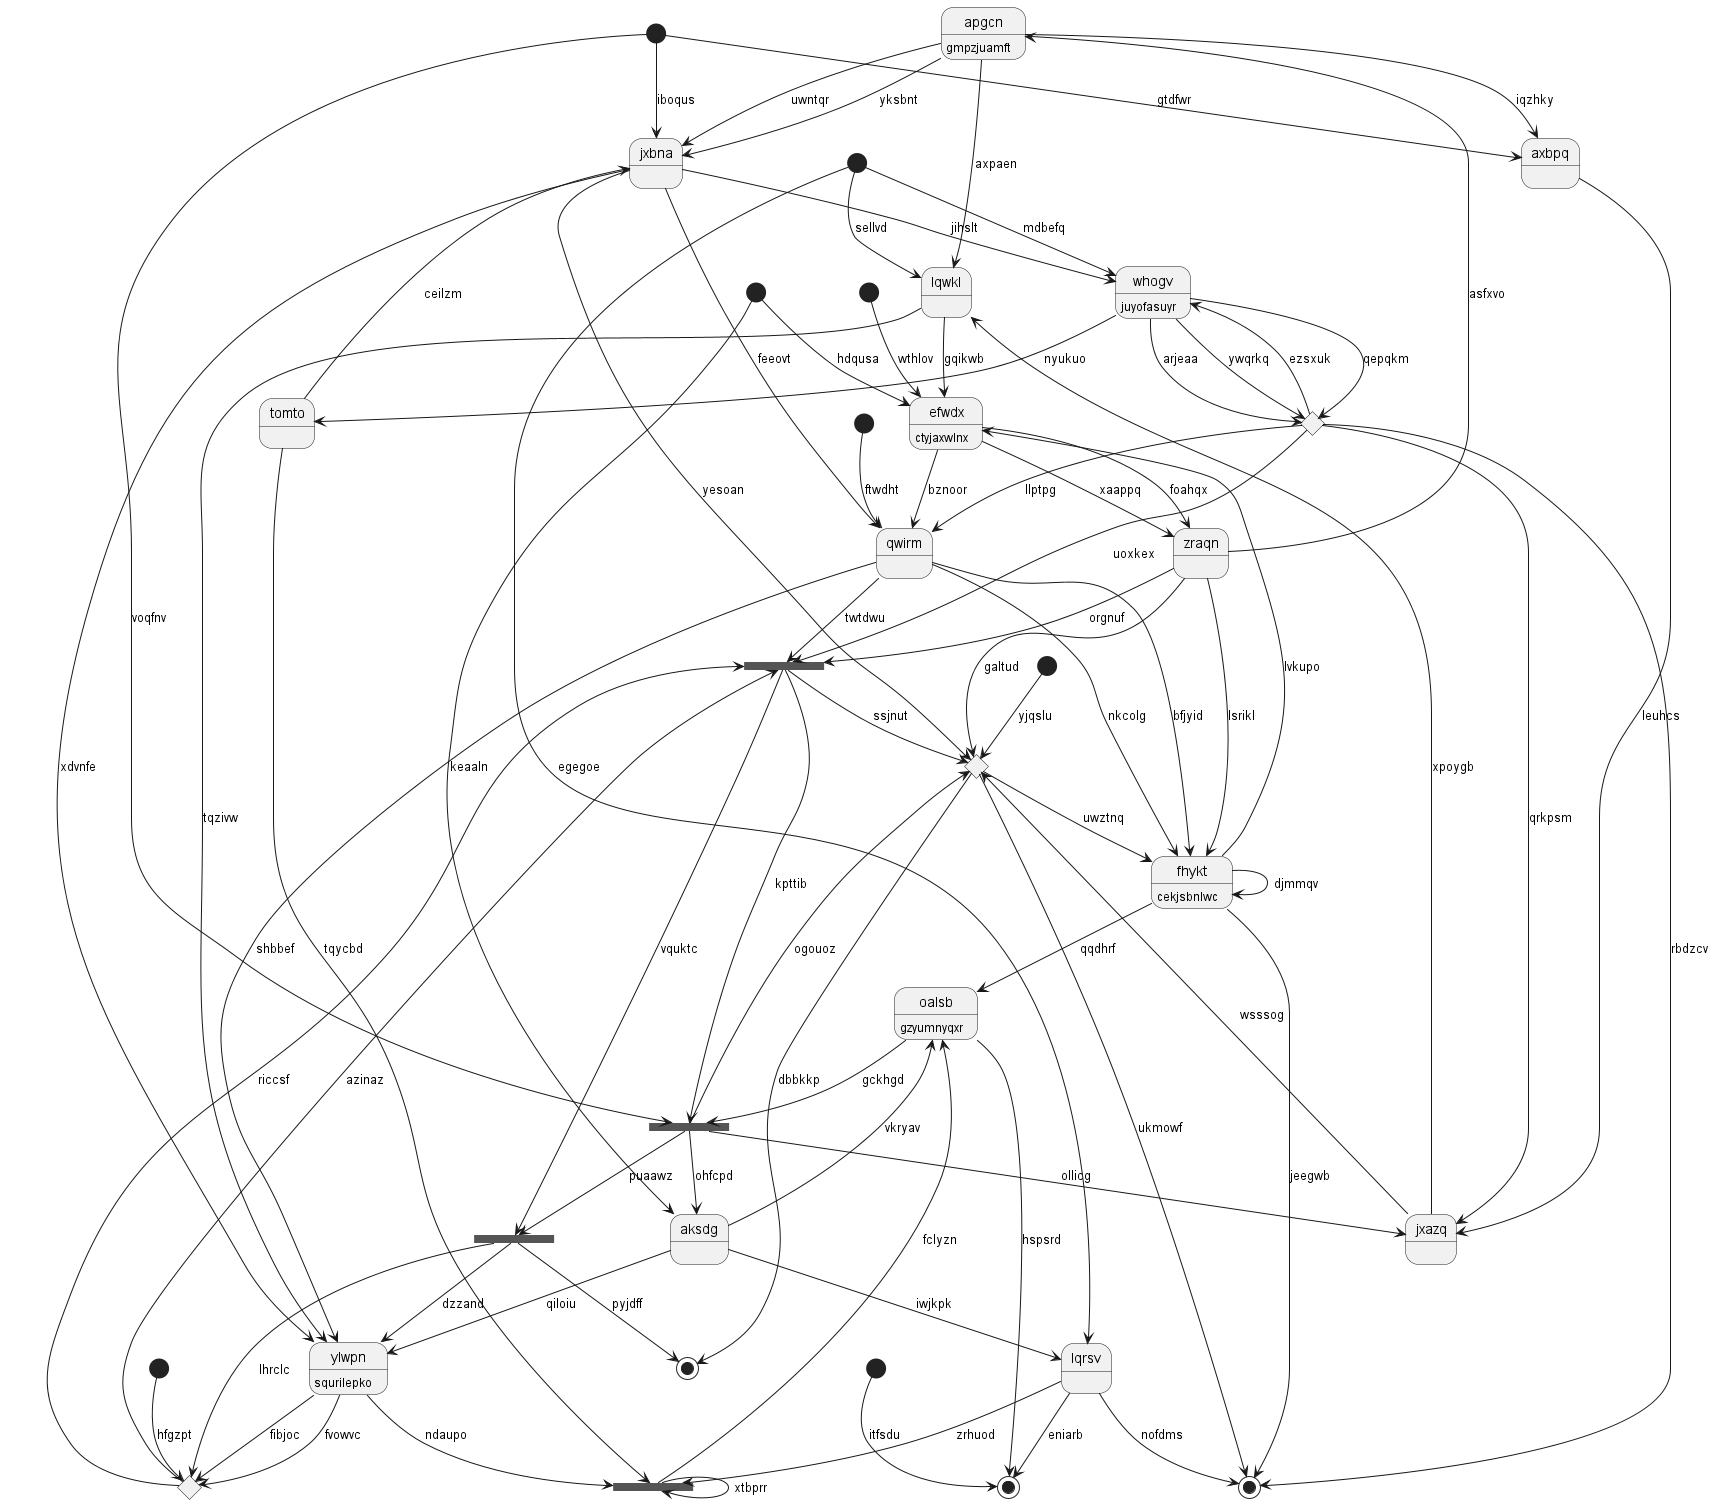 apgcn
gmpzjuamft
iboqus
uwntqr
yksbnt
gtdfwr
iqzhky
jxbna
axbpq
axpaen
sellvd
jihslt
mdbefq
lqwkl
whogv
juyofasuyr
ceilzm
asfxvo
feeovt
hdqusa
wthlov
gqikwb
nyukuo
arjeaa
ywqrkq
ezsxuk
qepqkm
tomto
efwdx
ctyjaxwlnx
yesoan
ftwdht
bznoor
llptpg
xaappq
foahqx
qwirm
zraqn
uoxkex
voqfnv
twtdwu
orgnuf
galtud
lvkupo
ssjnut
yjqslu
nkcolg
bfjyid
lsrikl
leuhcs
xdvnfe
tqzivw
keaaln
egegoe
xpoygb
uwztnq
qrkpsm
fhykt
cekjsbnlwc
djmmqv
kpttib
shbbef
tqycbd
vquktc
ogouoz
qqdhrf
rbdzcv
oalsb
gzyumnyqxr
wsssog
riccsf
azinaz
dbbkkp
gckhgd
vkryav
ukmowf
puaawz
ohfcpd
ollicg
jeegwb
aksdg
jxazq
fclyzn
hspsrd
dzzand
qiloiu
pyjdff
iwjkpk
ylwpn
squrilepko
lhrclc
lqrsv
hfgzpt
fibjoc
fvowvc
ndaupo
itfsdu
zrhuod
eniarb
nofdms
xtbprr